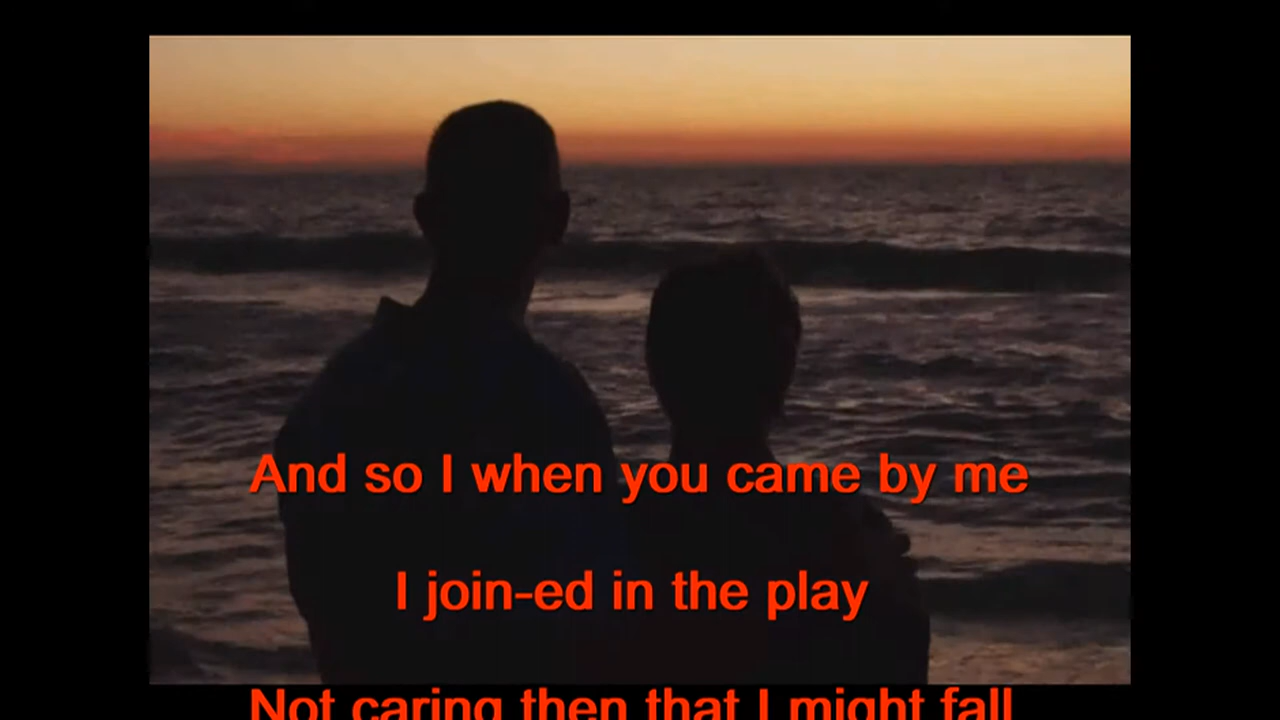 And so I when you came by me
I join-ed in the play
Not caring then that I might fall